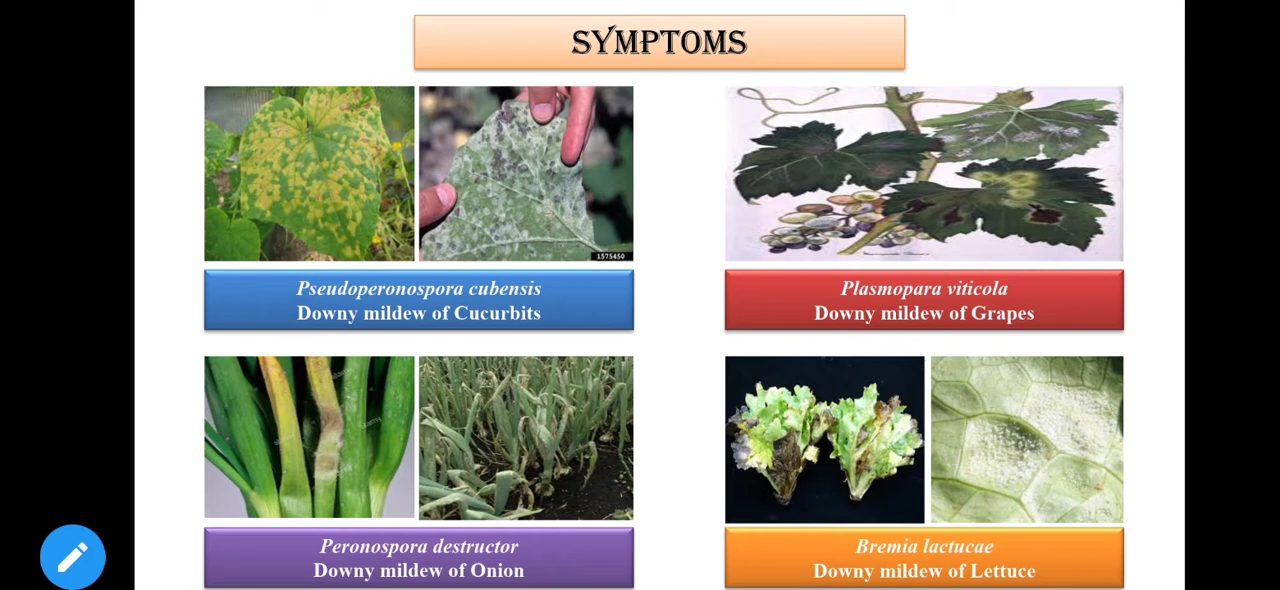 SYMPTOMS
1575450
Pseudoperonospora cubensis
Downy mildew of Cucurbits
Plasmopara viticola
Downy mildew of Grapes
Peronospora destructor
Downy mildew of Onion
Bremia lactucae
Downy mildew of Lettuce